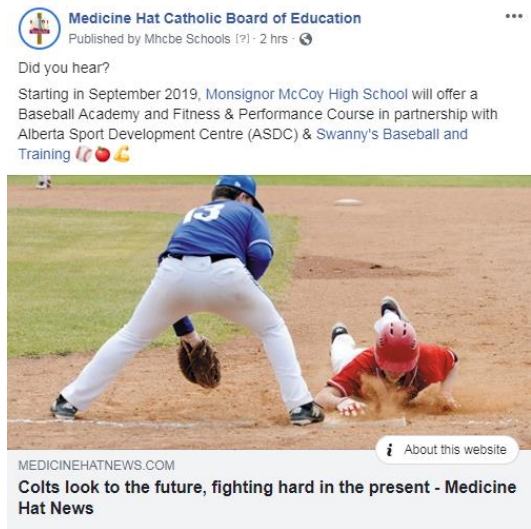 Medicine Hat Catholic Board of Education
Published by Mhcbe Schools [?] · 2 hrs ·
Did you hear?
Starting in September 2019, Monsignor McCoy High School will offer a
Baseball Academy and Fitness & Performance Course in partnership with
Alberta Sport Development Centre (ASDC) & Swanny's Baseball and
Training ⚾🍎💪
13
i About this website
MEDICINEHATNEWS.COM
Colts look to the future, fighting hard in the present - Medicine
Hat News